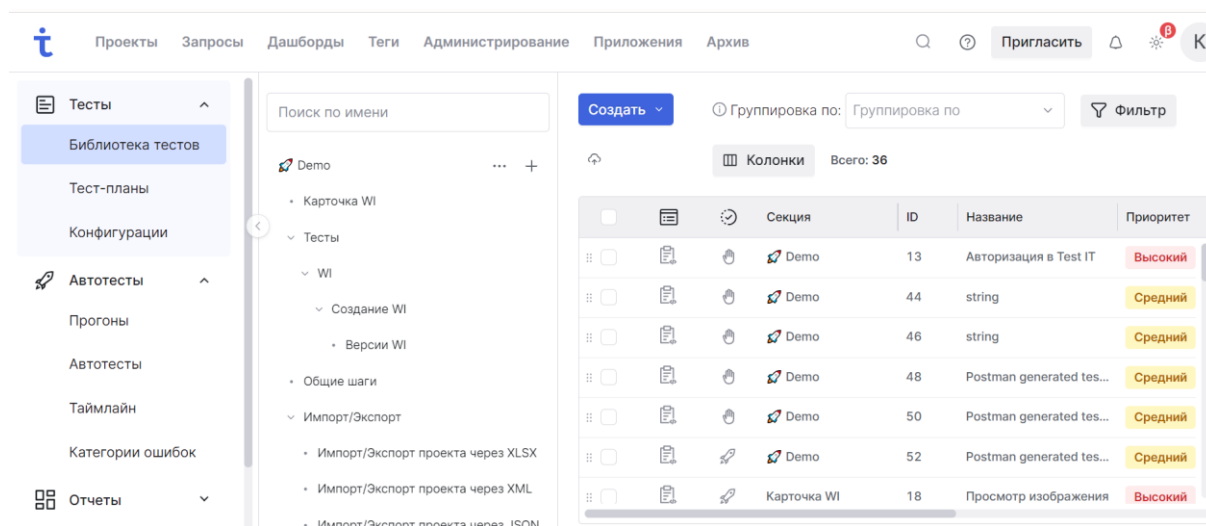 Проекты Запросы Дашборды Теги Администрирование Приложения Архив Пригласить β K
Тесты
Библиотека тестов
Тест-планы
Конфигурации
Автотесты
Прогоны
Автотесты
Таймлайн
Категории ошибок
Отчеты
Поиск по имени
Demo
Карточка WI
Тесты
WI
Создание WI
Версии WI
Общие шаги
Импорт/Экспорт
Импорт/Экспорт проекта через XLSX
Импорт/Экспорт проекта через XML
Импорт/Экспорт проекта через JSON
Создать Группировка по: Группировка по Фильтр
Колонки Всего: 36
Секция ID Название Приоритет
Demo 13 Авторизация в Test IT Высокий
Demo 44 string Средний
Demo 46 string Средний
Demo 48 Postman generated tes... Средний
Demo 50 Postman generated tes... Средний
Demo 52 Postman generated tes... Средний
Карточка WI 18 Просмотр изображения Высокий